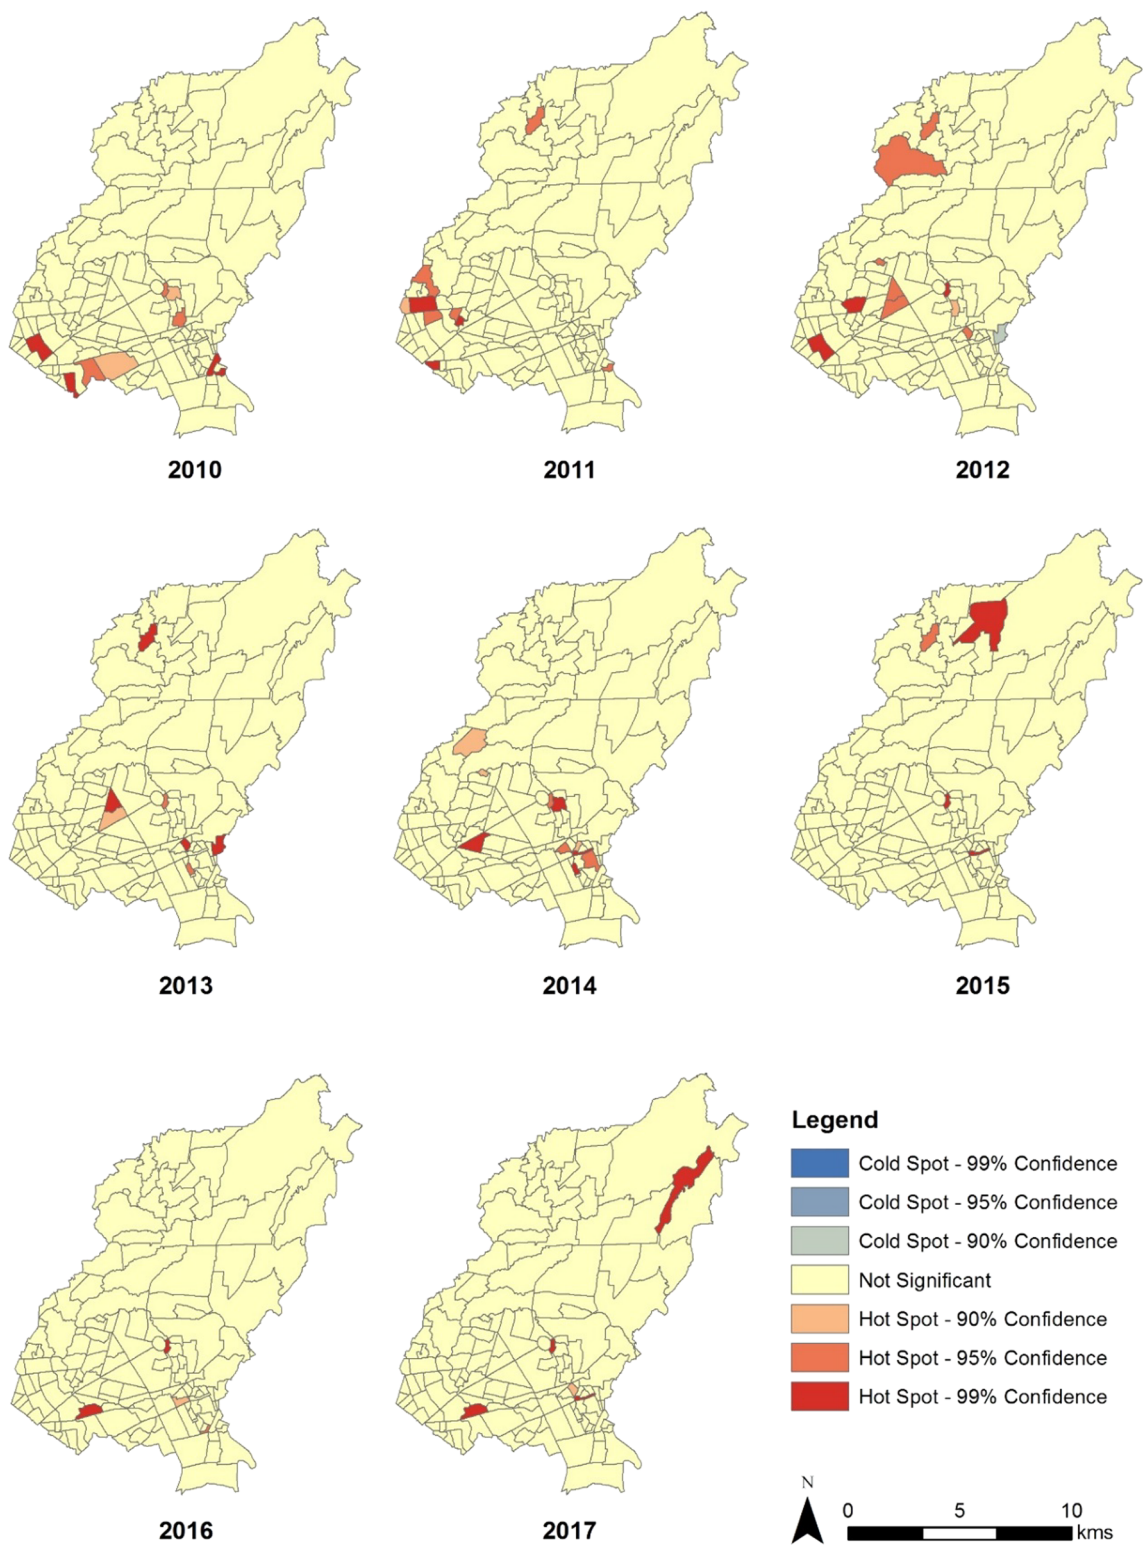 2010
2011
2012
2013
2014
2015
2016
2017
Legend
Cold Spot - 99% Confidence
Cold Spot - 95% Confidence
Cold Spot - 90% Confidence
Not Significant
Hot Spot - 90% Confidence
Hot Spot - 95% Confidence
Hot Spot - 99% Confidence
N
0 5 10
kms